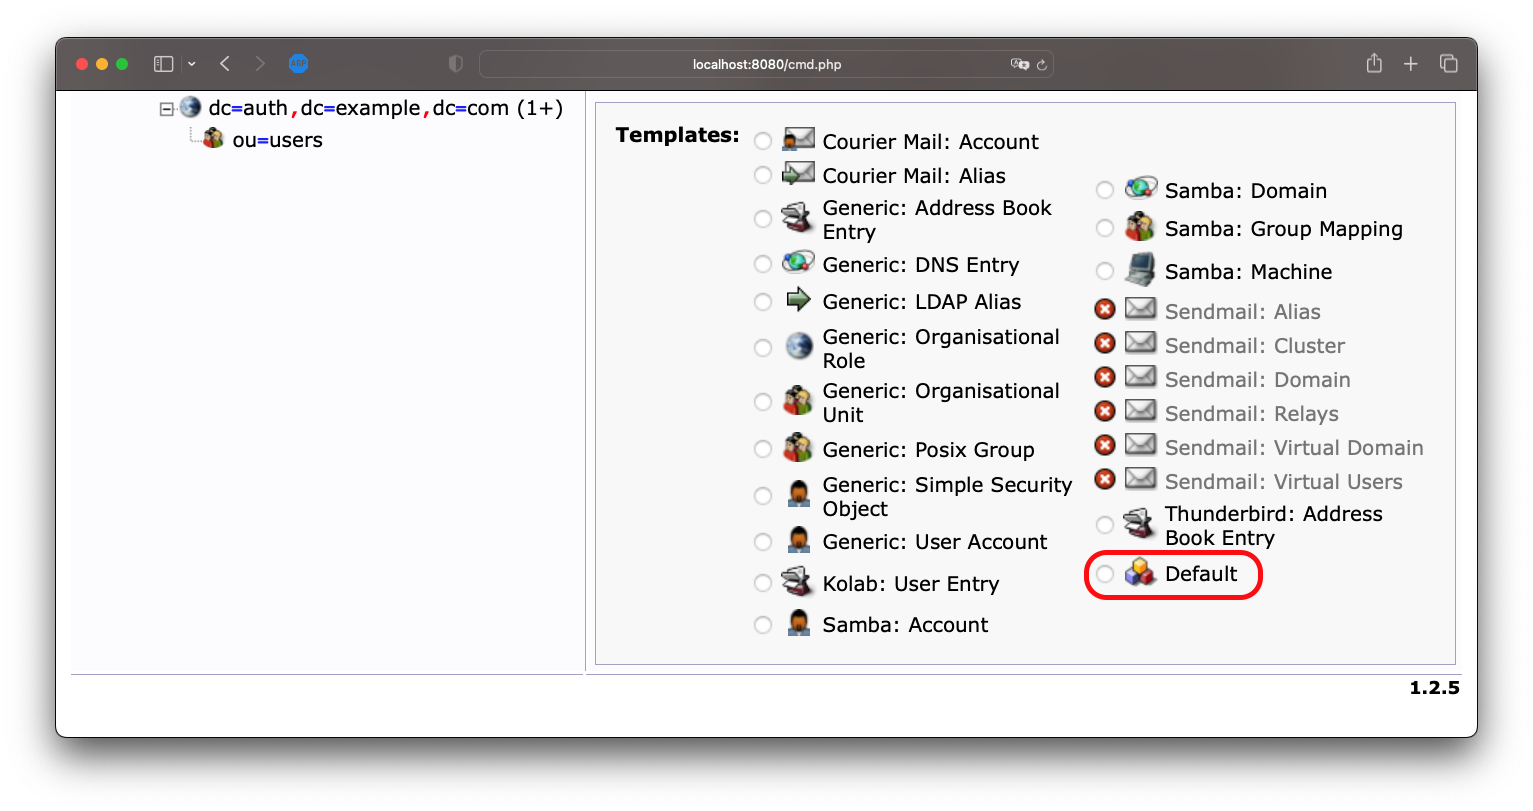 localhost:8080/cmd.php
dc=auth,dc=example,dc=com (1+)
ou=users
Templates:
Courier Mail: Account
Courier Mail: Alias
Generic: Address Book
Entry
Generic: DNS Entry
Generic: LDAP Alias
Generic: Organisational
Role
Generic: Organisational
Unit
Generic: Posix Group
Generic: Simple Security
Object
Generic: User Account
Kolab: User Entry
Samba: Account
Samba: Domain
Samba: Group Mapping
Samba: Machine
Sendmail: Alias
Sendmail: Cluster
Sendmail: Domain
Sendmail: Relays
Sendmail: Virtual Domain
Sendmail: Virtual Users
Thunderbird: Address
Book Entry
Default
1.2.5